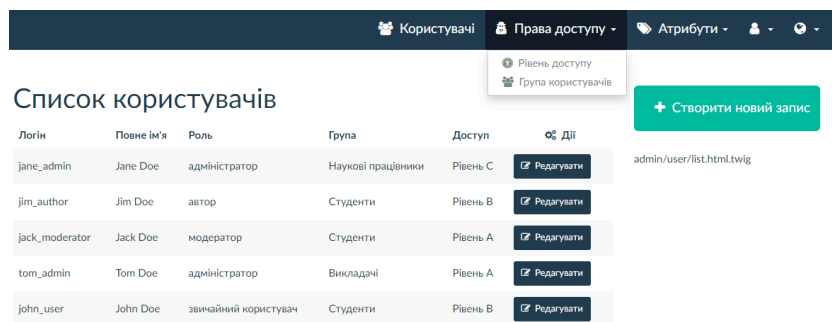 Користувачі Права доступу Атрибути
Рівень доступу
Група користувачів
Список користувачів
Створити новий запис
Логін Повне ім'я Роль Група Доступ Дії
jane_admin Jane Doe адміністратор Наукові працівники Рівень C Редагувати
admin/user/list.html.twig
jim_author Jim Doe автор Студенти Рівень B Редагувати
jack_moderator Jack Doe модератор Студенти Рівень A Редагувати
tom_admin Tom Doe адміністратор Викладачі Рівень A Редагувати
john_user John Doe звичайний користувач Студенти Рівень B Редагувати